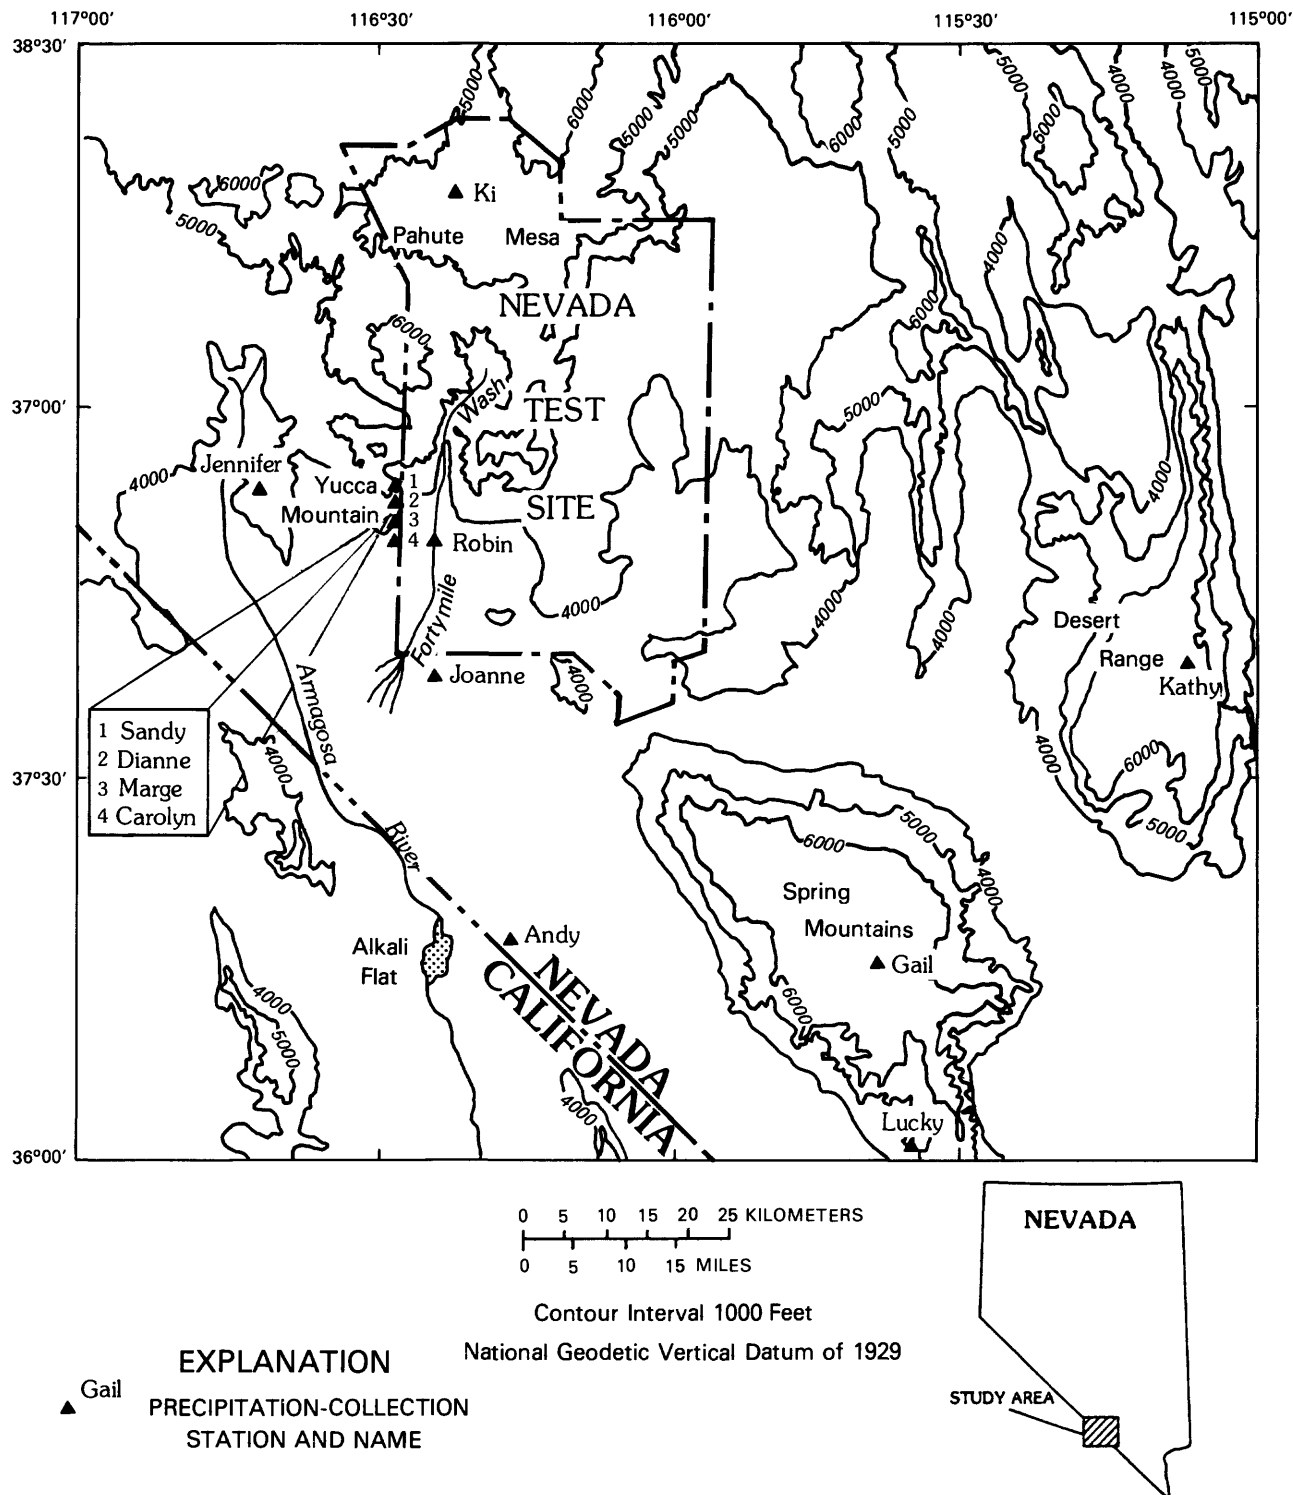 117°00'
116°30'
116°00'
115°30'
115°00'
38°30'
5000
6000
5000
5000
6000
5000
5000
6000
4000
4000
5000
6000
5000
Ki
Pahute Mesa
4000
NEVADA
6000
6000
37°00'
Wash
TEST
5000
4000
Jennifer
4000
Yucca
Mountain
1
2
3
4
SITE
Robin
Fortymile
4000
4000
4000
Desert
Range
Kathy
Joanne
4000
Armagosa
1 Sandy
2 Dianne
3 Marge
4 Carolyn
4000
37°30'
4000
6000
5000
River
5000
6000
4000
Spring
Mountains
Gail
Alkali
Flat
Andy
NEVADA
CALIFORNIA
4000
5000
6000
4000
Lucky
36°00'
0 5 10 15 20 25 KILOMETERS
0 5 10 15 MILES
Contour Interval 1000 Feet
National Geodetic Vertical Datum of 1929
NEVADA
STUDY AREA
EXPLANATION
Gail
PRECIPITATION-COLLECTION
STATION AND NAME